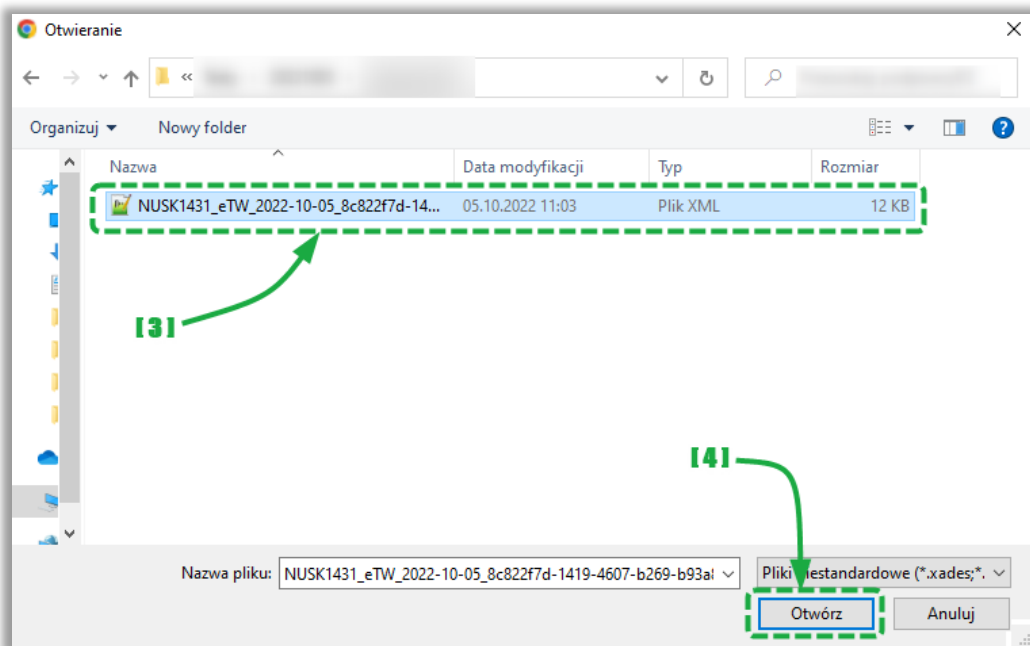 Otwieranie
«
Organizuj Nowy folder
Nazwa Data modyfikacji Typ Rozmiar
NUSK1431_eTW_2022-10-05_8c822f7d-14... 05.10.2022 11:03 Plik XML 12 KB
[3]
[4]
Nazwa pliku: NUSK1431_eTW_2022-10-05_8c822f7d-1419-4607-b269-b93a Pliki niestandardowe (*.xades;*.
Otwórz Anuluj